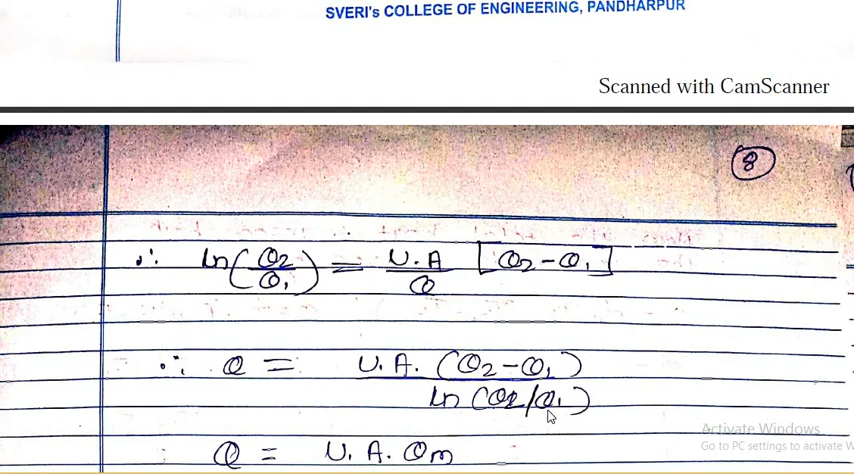 SVERI's COLLEGE OF ENGINEERING, PANDHARPUR
Scanned with CamScanner
8
∴ ln(θ2/θ1) = U.A/Q [θ2-θ1]
∴ Q = U.A.(θ2-θ1)/ln(θ2/θ1)
Activate Windows
Go to PC settings to activate W
Q = U.A.θm